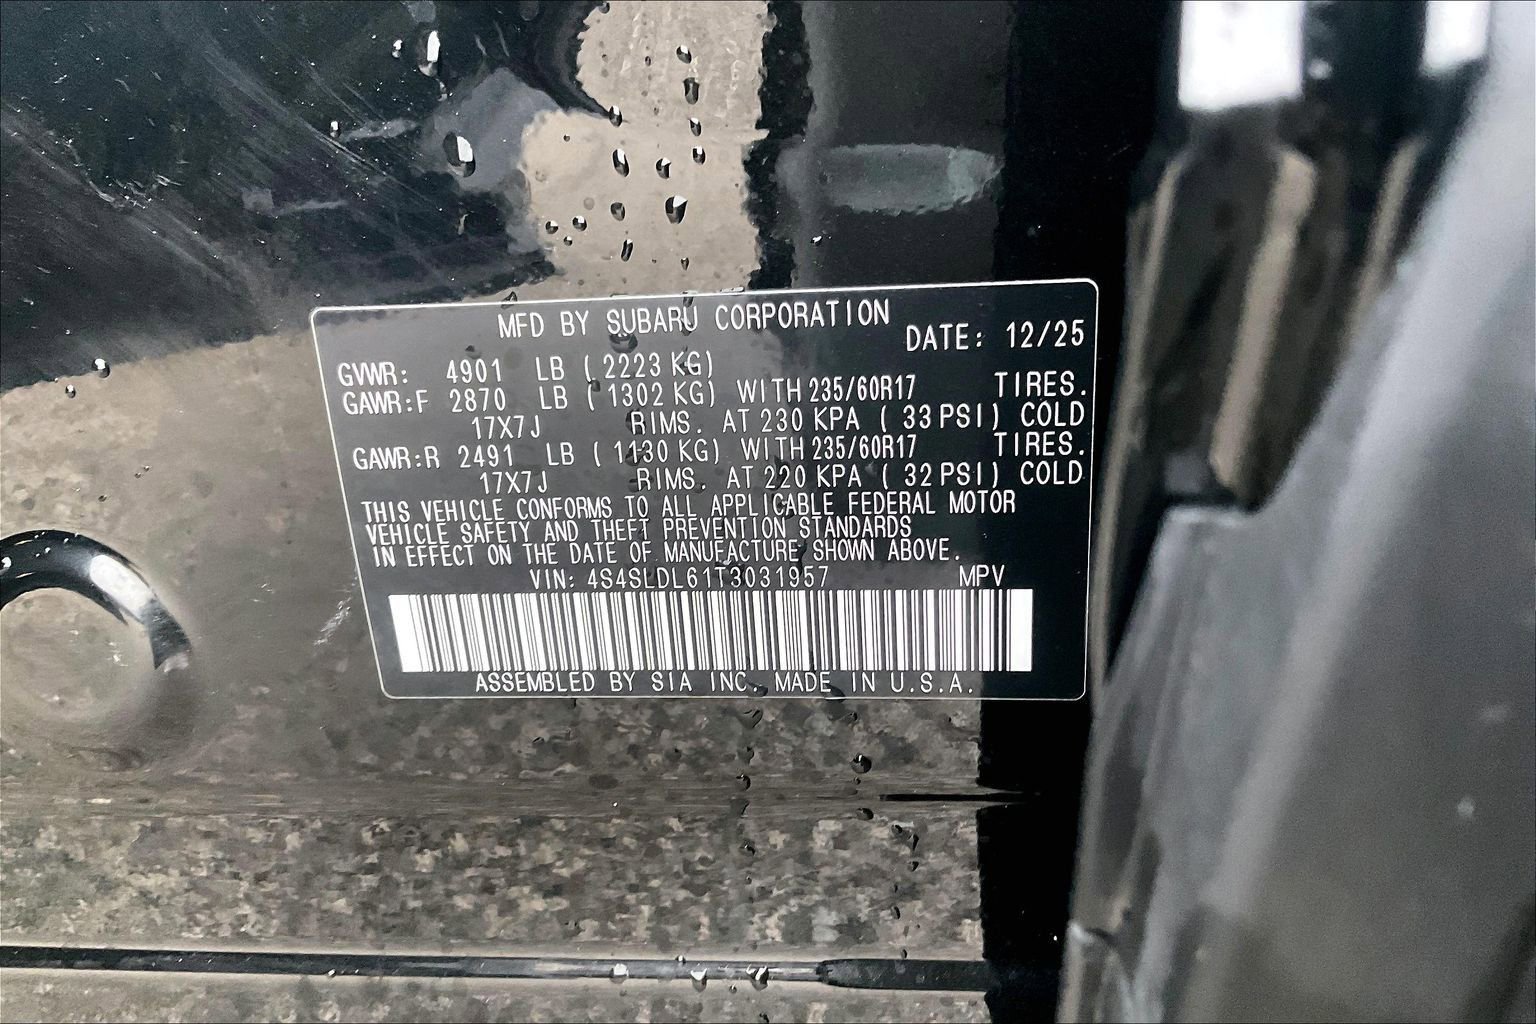 MFD BY SUBARU CORPORATION
DATE: 12/25
GVWR: 4901 LB ( 2223 KG)
GAWR:F 2870 LB ( 1302 KG) WITH 235/60R17 TIRES.
17X7J RIMS. AT 230 KPA ( 33 PSI) COLD
GAWR:R 2491 LB ( 1130 KG) WITH 235/60R17 TIRES.
17X7J RIMS. AT 220 KPA ( 32 PSI) COLD
THIS VEHICLE CONFORMS TO ALL APPLICABLE FEDERAL MOTOR
VEHICLE SAFETY AND THEFT PREVENTION STANDARDS
IN EFFECT ON THE DATE OF MANUFACTURE SHOWN ABOVE.
VIN: 4S4SLDL61T3031957 MPV
ASSEMBLED BY SIA INC. MADE IN U.S.A.